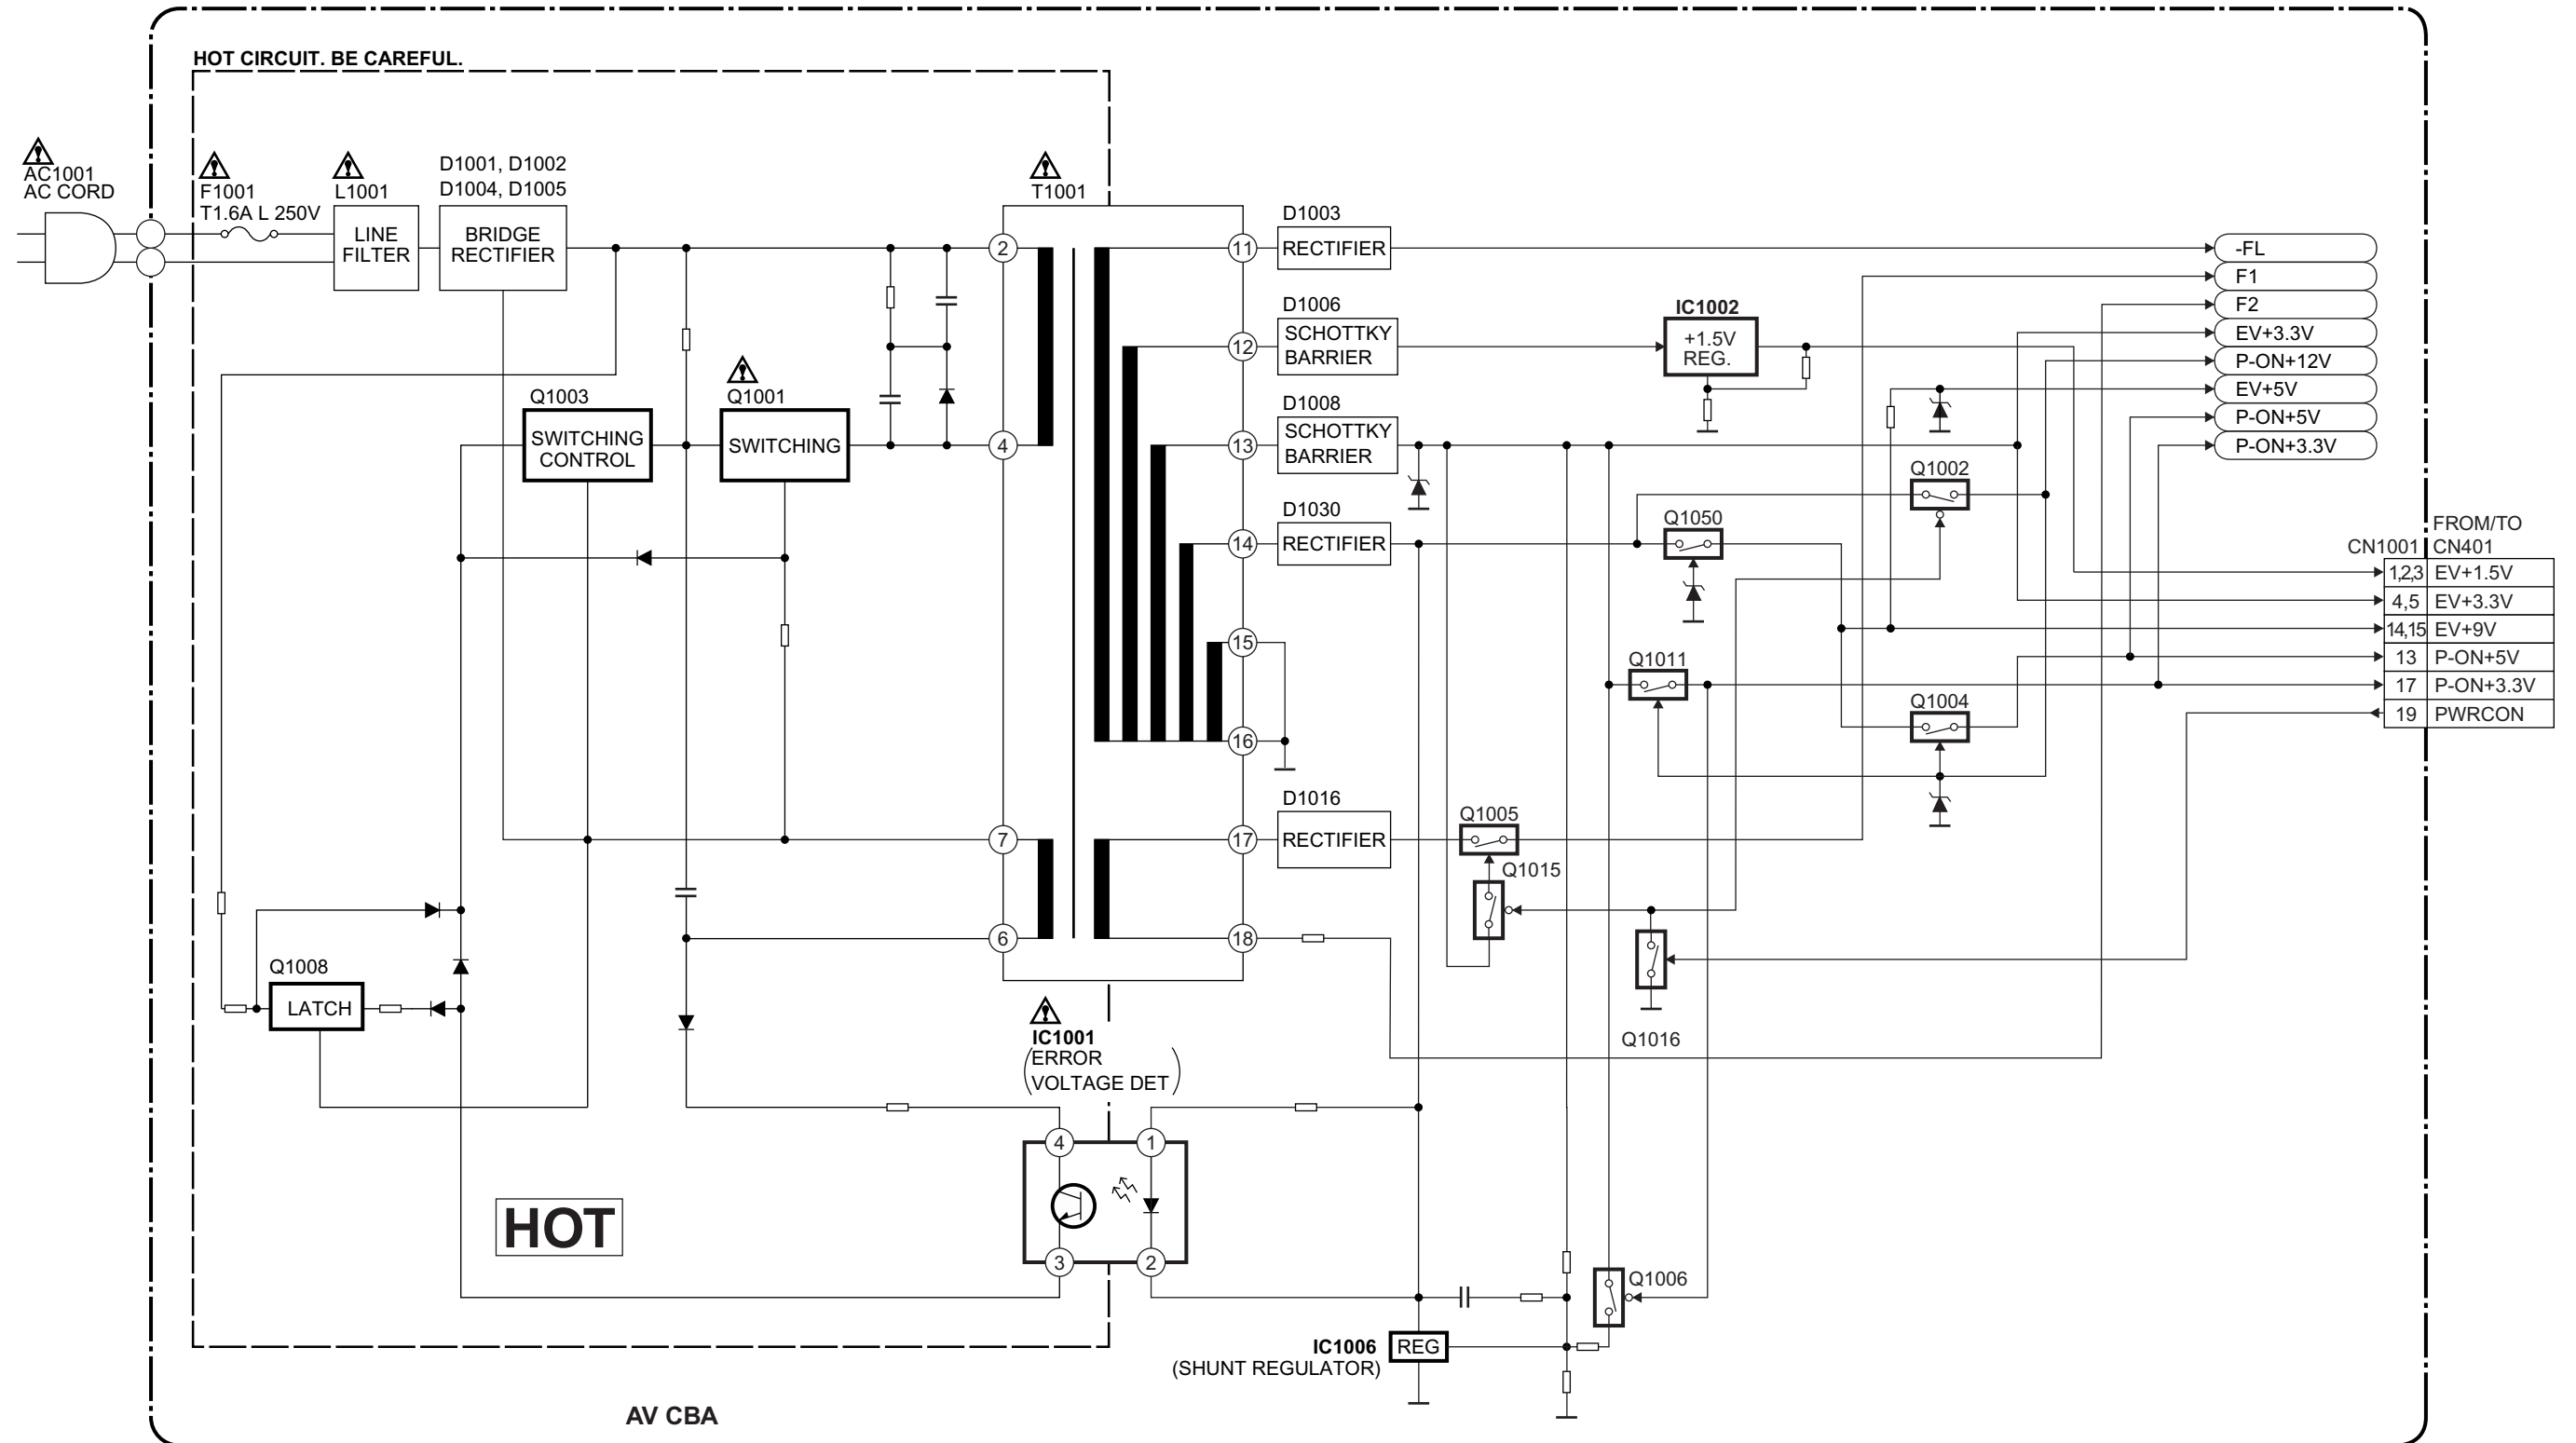 HOT CIRCUIT. BE CAREFUL.
AC1001
AC CORD
F1001
T1.6A L 250V
L1001
LINE
FILTER
D1001, D1002
D1004, D1005
BRIDGE
RECTIFIER
T1001
2
4
7
6
11
12
13
14
15
16
17
18
Q1003
SWITCHING
CONTROL
Q1001
SWITCHING
Q1008
LATCH
D1003
RECTIFIER
D1006
SCHOTTKY
BARRIER
D1008
SCHOTTKY
BARRIER
D1030
RECTIFIER
D1016
RECTIFIER
IC1002
+1.5V
REG.
Q1002
Q1050
Q1011
Q1004
Q1005
Q1015
Q1016
Q1006
-FL
F1
F2
EV+3.3V
P-ON+12V
EV+5V
P-ON+5V
P-ON+3.3V
FROM/TO
CN1001 CN401
1,2,3 EV+1.5V
4,5 EV+3.3V
14,15 EV+9V
13 P-ON+5V
17 P-ON+3.3V
19 PWRCON
IC1001
ERROR
VOLTAGE DET
4
1
3
2
HOT
IC1006
(SHUNT REGULATOR)
REG
AV CBA